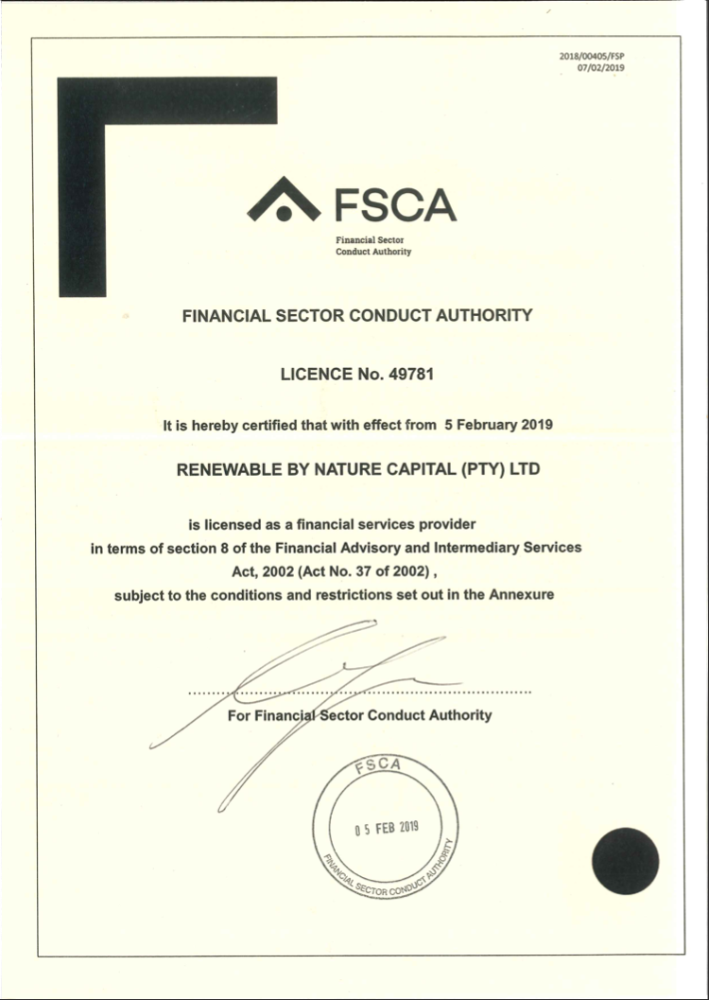 2018/00405/FSP
07/02/2019
FSCA
Financial Sector
Conduct Authority
FINANCIAL SECTOR CONDUCT AUTHORITY
LICENCE No. 49781
It is hereby certified that with effect from 5 February 2019
RENEWABLE BY NATURE CAPITAL (PTY) LTD
is licensed as a financial services provider
in terms of section 8 of the Financial Advisory and Intermediary Services
Act, 2002 (Act No. 37 of 2002) ,
subject to the conditions and restrictions set out in the Annexure
For Financial Sector Conduct Authority
FSCA
05 FEB 2019
FINANCIAL SECTOR CONDUCT AUTHORITY